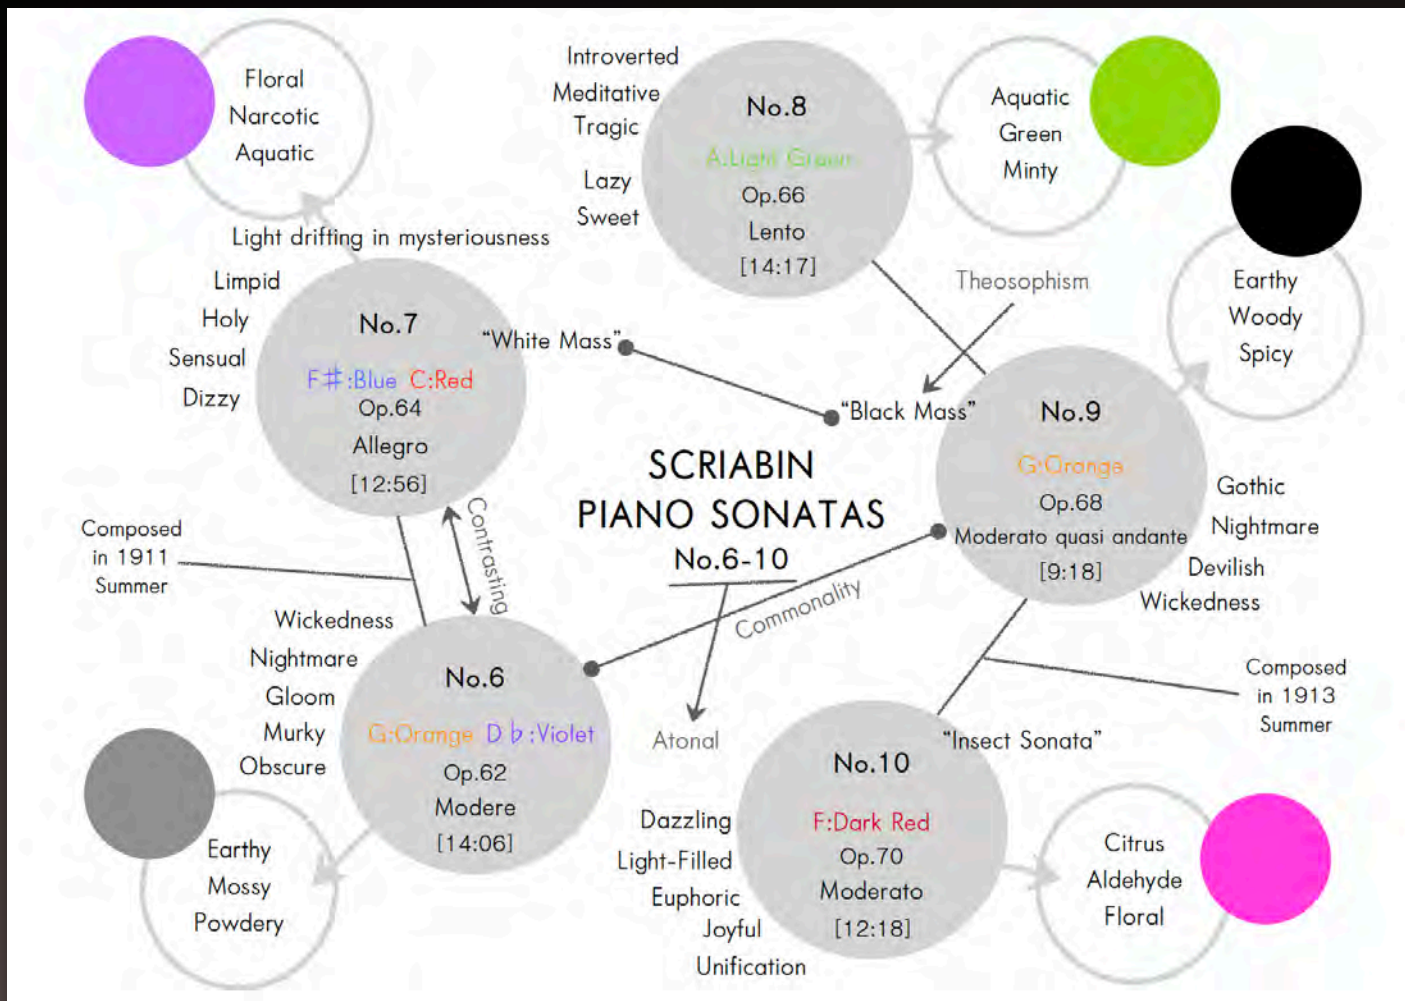 Floral
Narcotic
Aquatic
Light drifting in mysteriousness
Limpid
Holy
Sensual
Dizzy
No.7
F♯:Blue C:Red
Op.64
Allegro
[12:56]
"White Mass"
Introverted
Meditative
Tragic
Lazy
Sweet
No.8
A:Light Green
Op.66
Lento
[14:17]
Aquatic
Green
Minty
Theosophism
"Black Mass"
Earthy
Woody
Spicy
No.9
G:Orange
Op.68
Moderato quasi andante
[9:18]
Gothic
Nightmare
Devilish
Wickedness
SCRIABIN
PIANO SONATAS
No.6-10
Contrasting
Commonality
Atonal
Composed
in 1911
Summer
Wickedness
Nightmare
Gloom
Murky
Obscure
No.6
G:Orange D♭:Violet
Op.62
Modere
[14:06]
Earthy
Mossy
Powdery
Composed
in 1913
Summer
"Insect Sonata"
No.10
F:Dark Red
Op.70
Moderato
[12:18]
Dazzling
Light-Filled
Euphoric
Joyful
Unification
Citrus
Aldehyde
Floral